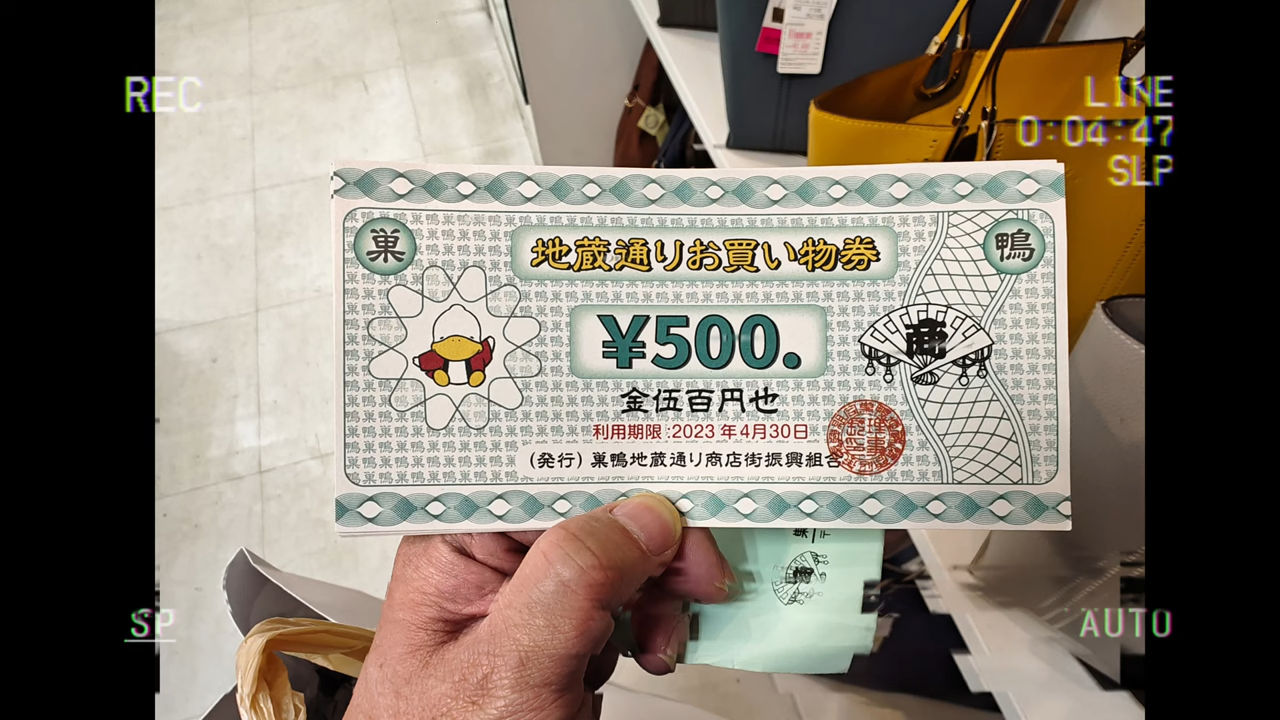 REC
LINE
0:04:47
SLP
巣
地蔵通りお買い物券
鴨
¥500.
商
金伍百円也
利用期限:2023年4月30日
(発行) 巣鴨地蔵通り商店街振興組合
SP
AUTO